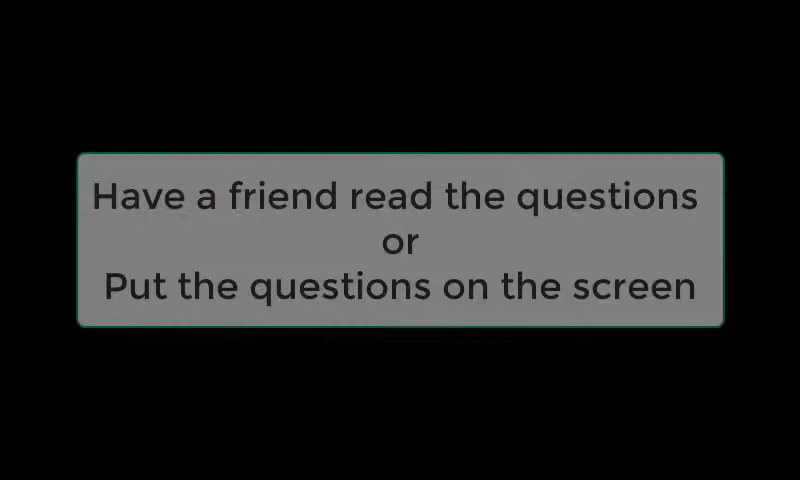 Have a friend read the questions
or
Put the questions on the screen